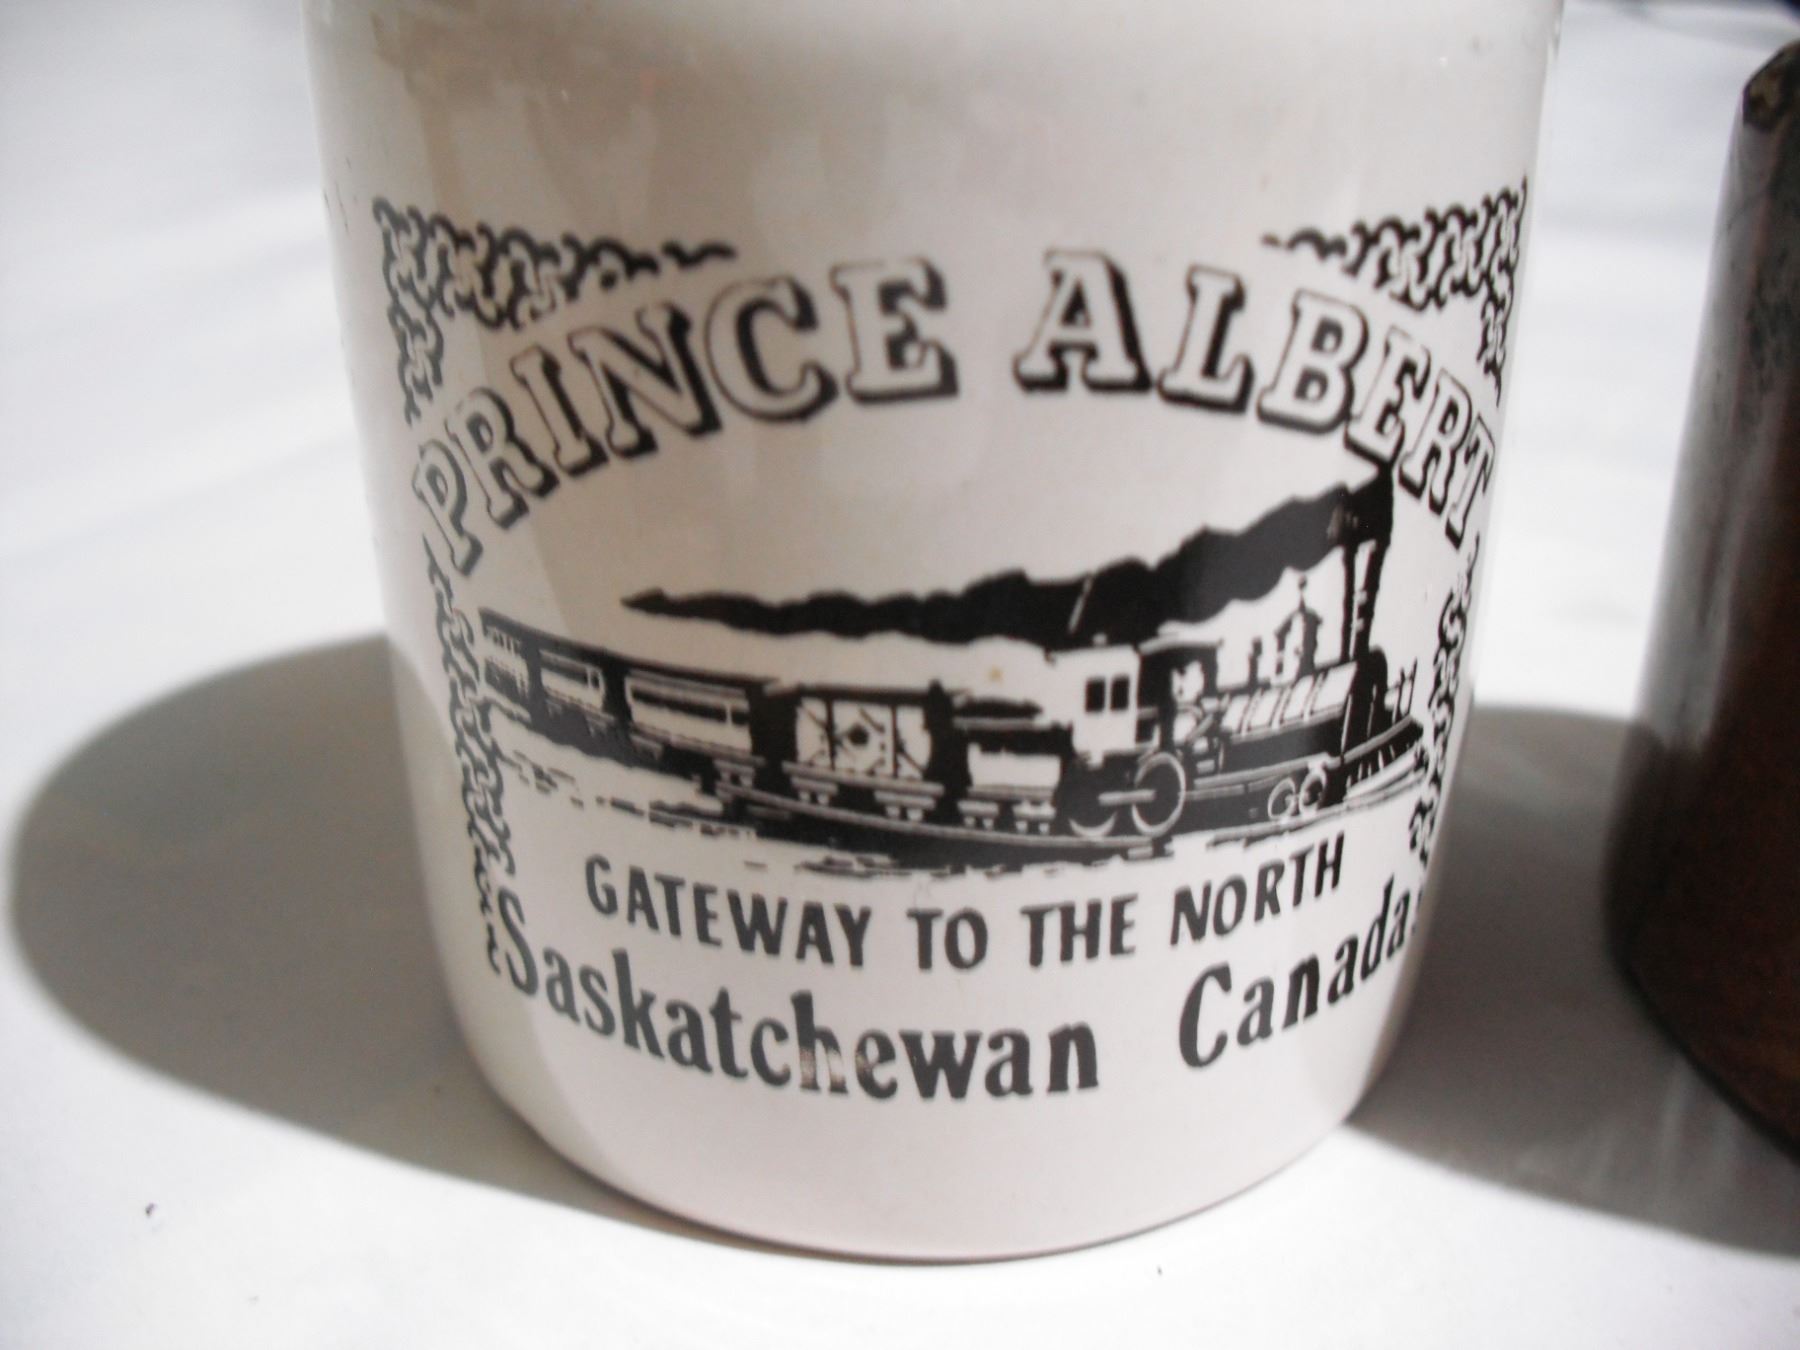 PRINCE ALBERT
GATEWAY TO THE NORTH
Saskatchewan Canada